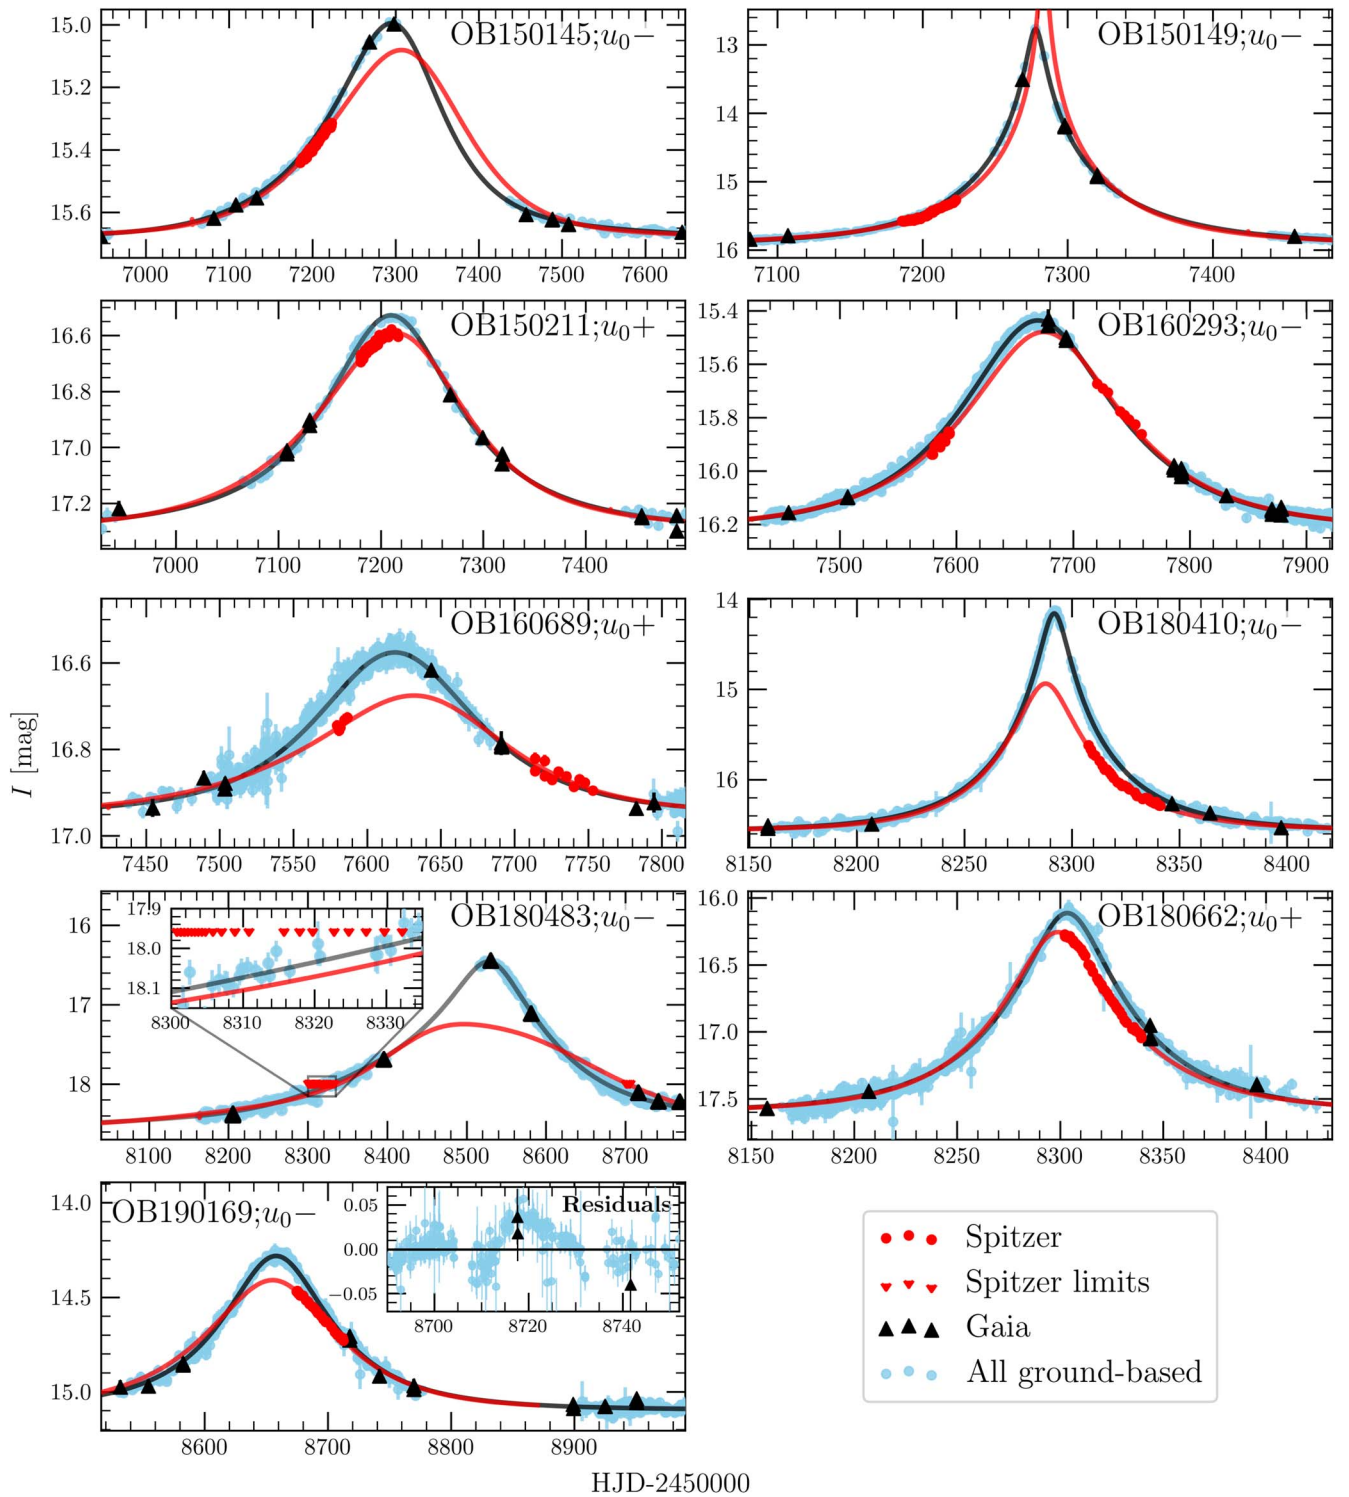 OB150145;u₀−
15.0
15.2
15.4
15.6
7000 7100 7200 7300 7400 7500 7600
OB150149;u₀−
13
14
15
16
7100 7200 7300 7400
OB150211;u₀+
16.6
16.8
17.0
17.2
7000 7100 7200 7300 7400
OB160293;u₀−
15.4
15.6
15.8
16.0
16.2
7500 7600 7700 7800 7900
OB160689;u₀+
16.6
16.8
17.0
7450 7500 7550 7600 7650 7700 7750 7800
OB180410;u₀−
14
15
16
8150 8200 8250 8300 8350 8400
I [mag]
OB180483;u₀−
16
17
18
17.9
18.0
18.1
8300 8310 8320 8330
8100 8200 8300 8400 8500 8600 8700
OB180662;u₀+
16.0
16.5
17.0
17.5
8150 8200 8250 8300 8350 8400
OB190169;u₀−
14.0
14.5
15.0
Residuals
0.05
0.00
−0.05
8700 8720 8740
8600 8700 8800 8900
Spitzer
Spitzer limits
Gaia
All ground-based
HJD-2450000